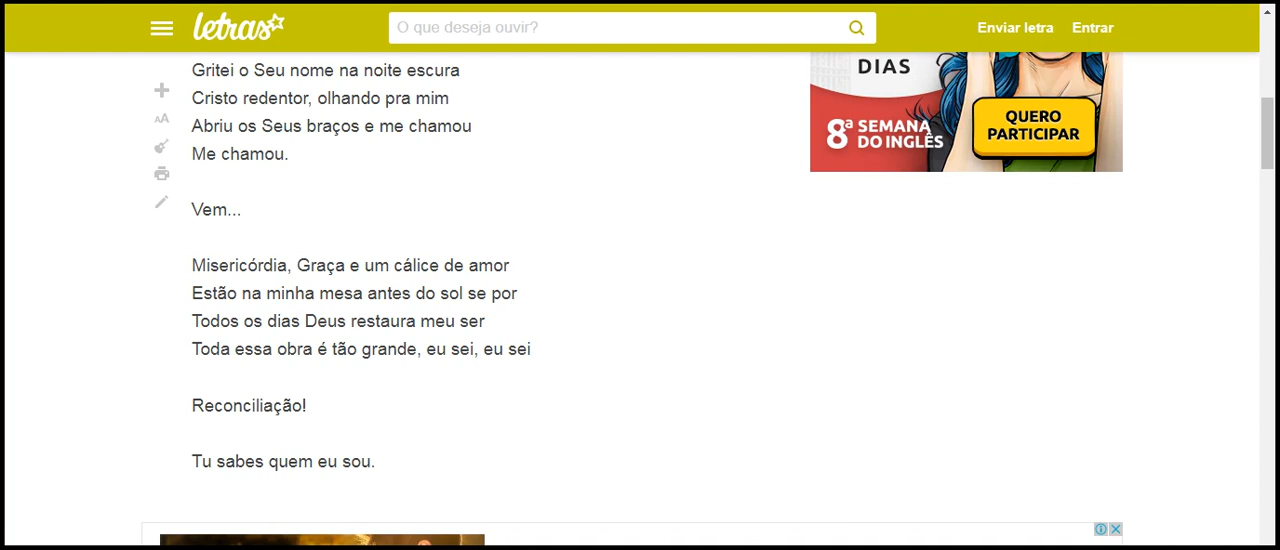 letras
O que deseja ouvir?
Enviar letra
Entrar
Gritei o Seu nome na noite escura
Cristo redentor, olhando pra mim
Abriu os Seus braços e me chamou
Me chamou.
Vem...
Misericórdia, Graça e um cálice de amor
Estão na minha mesa antes do sol se por
Todos os dias Deus restaura meu ser
Toda essa obra é tão grande, eu sei, eu sei
Reconciliação!
Tu sabes quem eu sou.
AA
DIAS
8ª SEMANA
DO INGLÊS
QUERO
PARTICIPAR